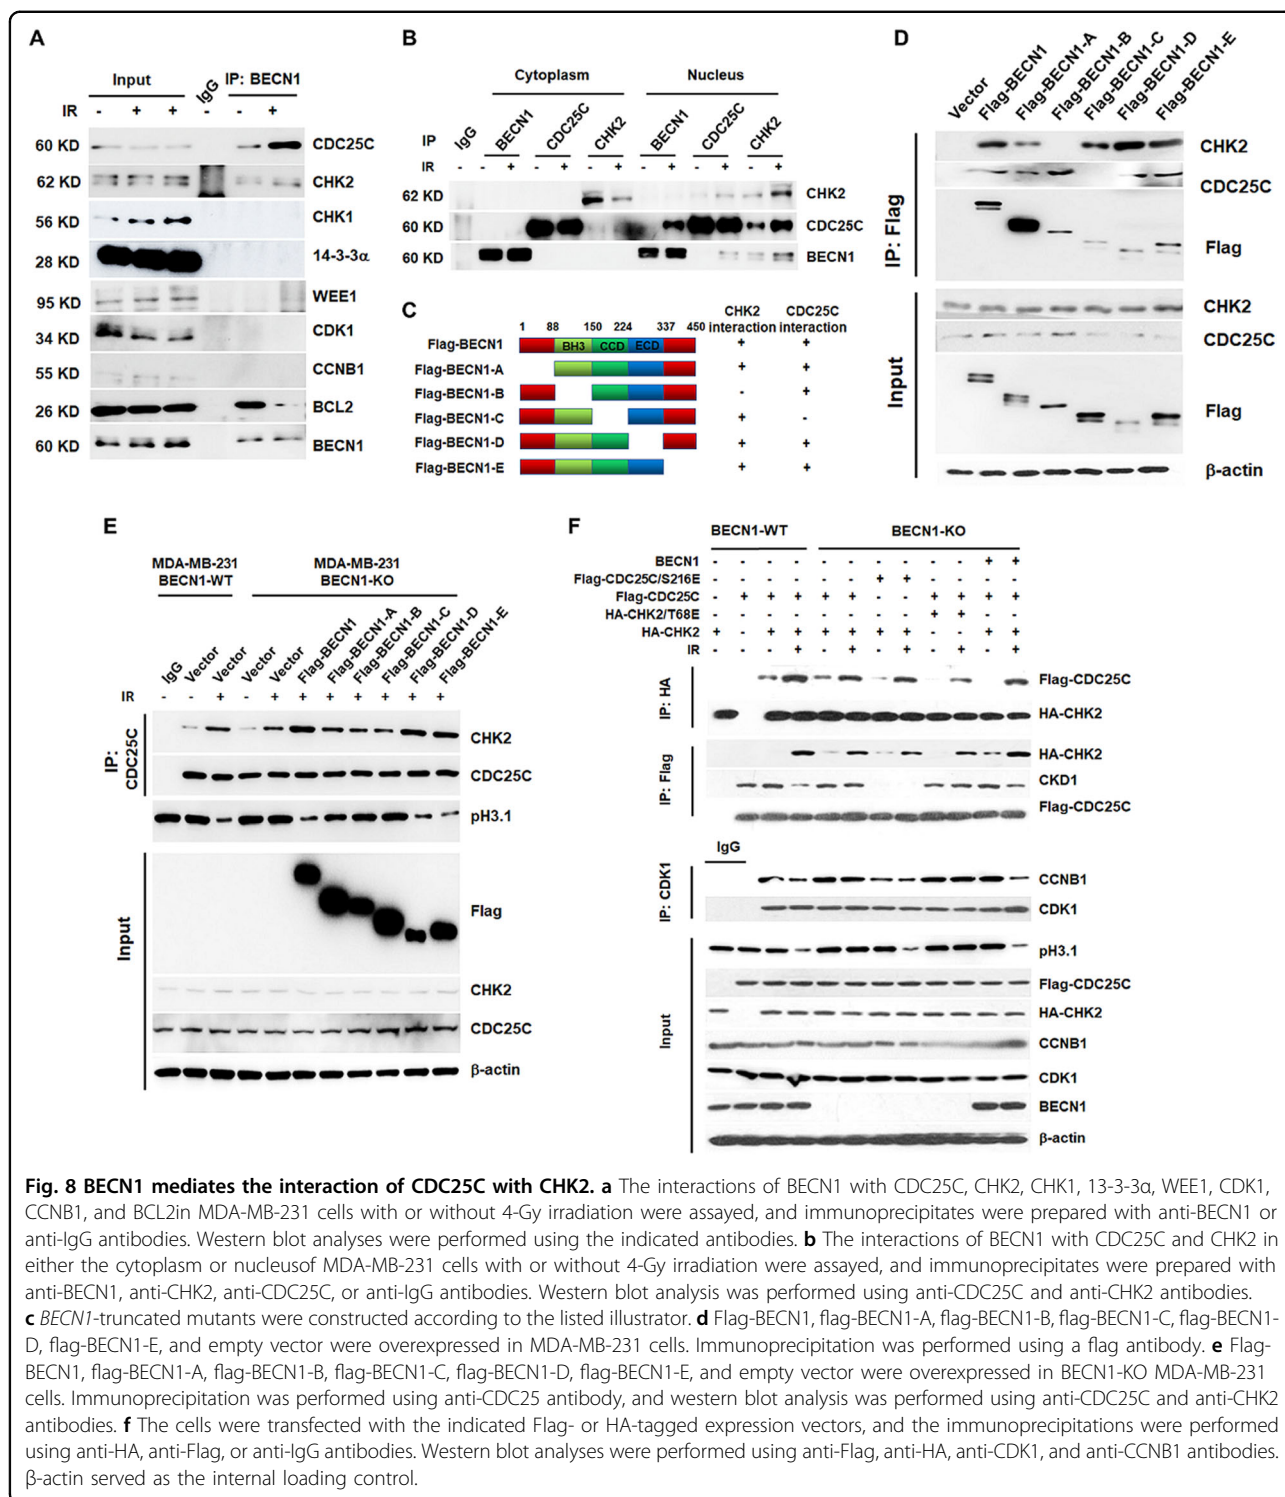 A
Input
IgG
IP: BECN1
IR - + + - - +
60 KD CDC25C
62 KD CHK2
56 KD CHK1
28 KD 14-3-3α
95 KD WEE1
34 KD CDK1
55 KD CCNB1
26 KD BCL2
60 KD BECN1
B
Cytoplasm Nucleus
IP IgG BECN1 CDC25C CHK2 BECN1 CDC25C CHK2
IR - - + - + - + - + - + - +
62 KD CHK2
60 KD CDC25C
60 KD BECN1
C
CHK2 interaction
CDC25C interaction
1 88 150 224 337 450
Flag-BECN1 BH3 CCD ECD + +
Flag-BECN1-A + +
Flag-BECN1-B - +
Flag-BECN1-C + -
Flag-BECN1-D + +
Flag-BECN1-E + +
D
Vector Flag-BECN1 Flag-BECN1-A Flag-BECN1-B Flag-BECN1-C Flag-BECN1-D Flag-BECN1-E
IP: Flag
CHK2
CDC25C
Flag
Input
CHK2
CDC25C
Flag
β-actin
E
MDA-MB-231 MDA-MB-231
BECN1-WT BECN1-KO
IgG Vector Vector Vector Vector Flag-BECN1 Flag-BECN1-A Flag-BECN1-B Flag-BECN1-C Flag-BECN1-D Flag-BECN1-E
IR - - + - + + + + + + +
IP:
CDC25C
CHK2
CDC25C
pH3.1
Input
Flag
CHK2
CDC25C
β-actin
F
BECN1-WT BECN1-KO
BECN1 - - - - - - - - - - + +
Flag-CDC25C/S216E - - - - - - + + - - - -
Flag-CDC25C - + + + + + - - + + + +
HA-CHK2/T68E - - - - - - - - + + - -
HA-CHK2 + - + + + + + + - - + +
IR - - - + - + - + - + - +
IP: HA
Flag-CDC25C
HA-CHK2
IP: Flag
HA-CHK2
CKD1
Flag-CDC25C
IgG
IP: CDK1
CCNB1
CDK1
Input
pH3.1
Flag-CDC25C
HA-CHK2
CCNB1
CDK1
BECN1
β-actin
Fig. 8 BECN1 mediates the interaction of CDC25C with CHK2. a The interactions of BECN1 with CDC25C, CHK2, CHK1, 13-3-3α, WEE1, CDK1,
CCNB1, and BCL2in MDA-MB-231 cells with or without 4-Gy irradiation were assayed, and immunoprecipitates were prepared with anti-BECN1 or
anti-IgG antibodies. Western blot analyses were performed using the indicated antibodies. b The interactions of BECN1 with CDC25C and CHK2 in
either the cytoplasm or nucleusof MDA-MB-231 cells with or without 4-Gy irradiation were assayed, and immunoprecipitates were prepared with
anti-BECN1, anti-CHK2, anti-CDC25C, or anti-IgG antibodies. Western blot analysis was performed using anti-CDC25C and anti-CHK2 antibodies.
c BECN1-truncated mutants were constructed according to the listed illustrator. d Flag-BECN1, flag-BECN1-A, flag-BECN1-B, flag-BECN1-C, flag-BECN1-
D, flag-BECN1-E, and empty vector were overexpressed in MDA-MB-231 cells. Immunoprecipitation was performed using a flag antibody. e Flag-
BECN1, flag-BECN1-A, flag-BECN1-B, flag-BECN1-C, flag-BECN1-D, flag-BECN1-E, and empty vector were overexpressed in BECN1-KO MDA-MB-231
cells. Immunoprecipitation was performed using anti-CDC25 antibody, and western blot analysis was performed using anti-CDC25C and anti-CHK2
antibodies. f The cells were transfected with the indicated Flag- or HA-tagged expression vectors, and the immunoprecipitations were performed
using anti-HA, anti-Flag, or anti-IgG antibodies. Western blot analyses were performed using anti-Flag, anti-HA, anti-CDK1, and anti-CCNB1 antibodies.
β-actin served as the internal loading control.